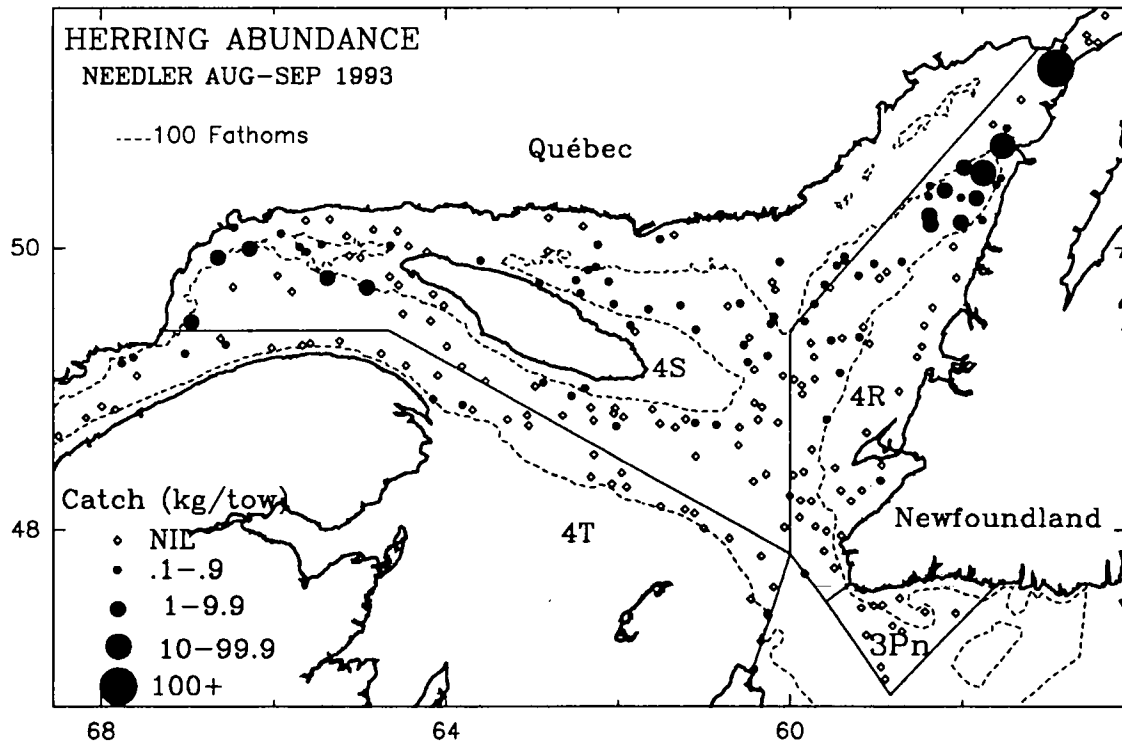 HERRING ABUNDANCE
NEEDLER AUG-SEP 1993
----100 Fathoms
Québec
50
4S
4R
Catch (kg/tow)
NIL
.1-.9
1-9.9
10-99.9
100+
48
4T
Newfoundland
3Pn
68
64
62
60